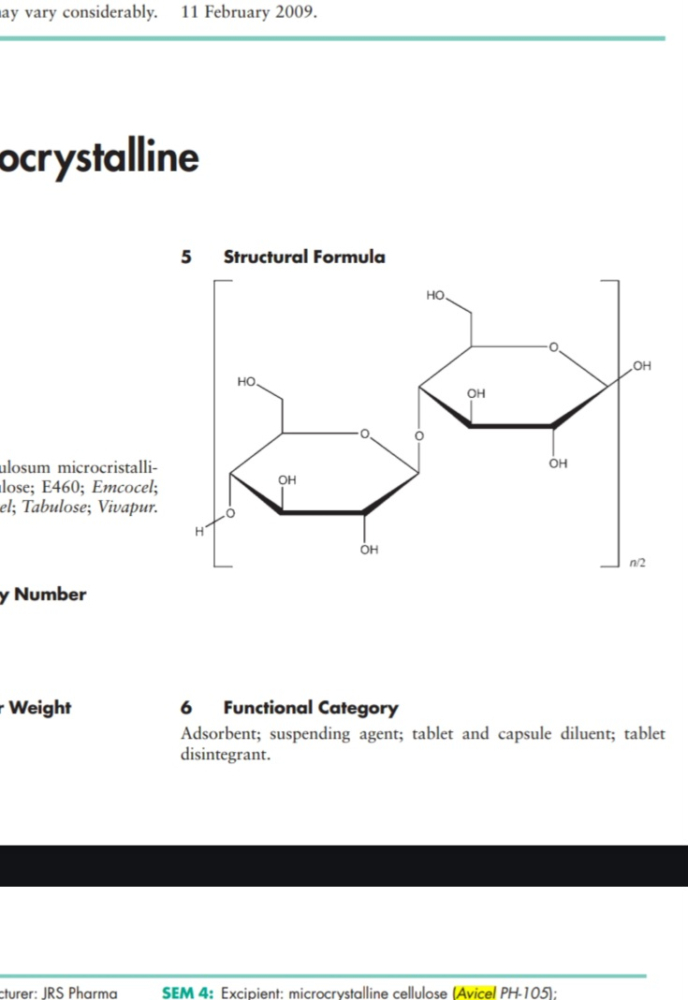 may vary considerably. 11 February 2009.
ocrystalline
5 Structural Formula
HO
O
OH
HO
OH
O
O
OH
OH
O
H
OH
n/2
ulosum microcristalli-
lose; E460; Emcocel;
el; Tabulose; Vivapur.
y Number
r Weight
6 Functional Category
Adsorbent; suspending agent; tablet and capsule diluent; tablet
disintegrant.
cturer: JRS Pharma
SEM 4: Excipient: microcrystalline cellulose (Avicel PH-105);